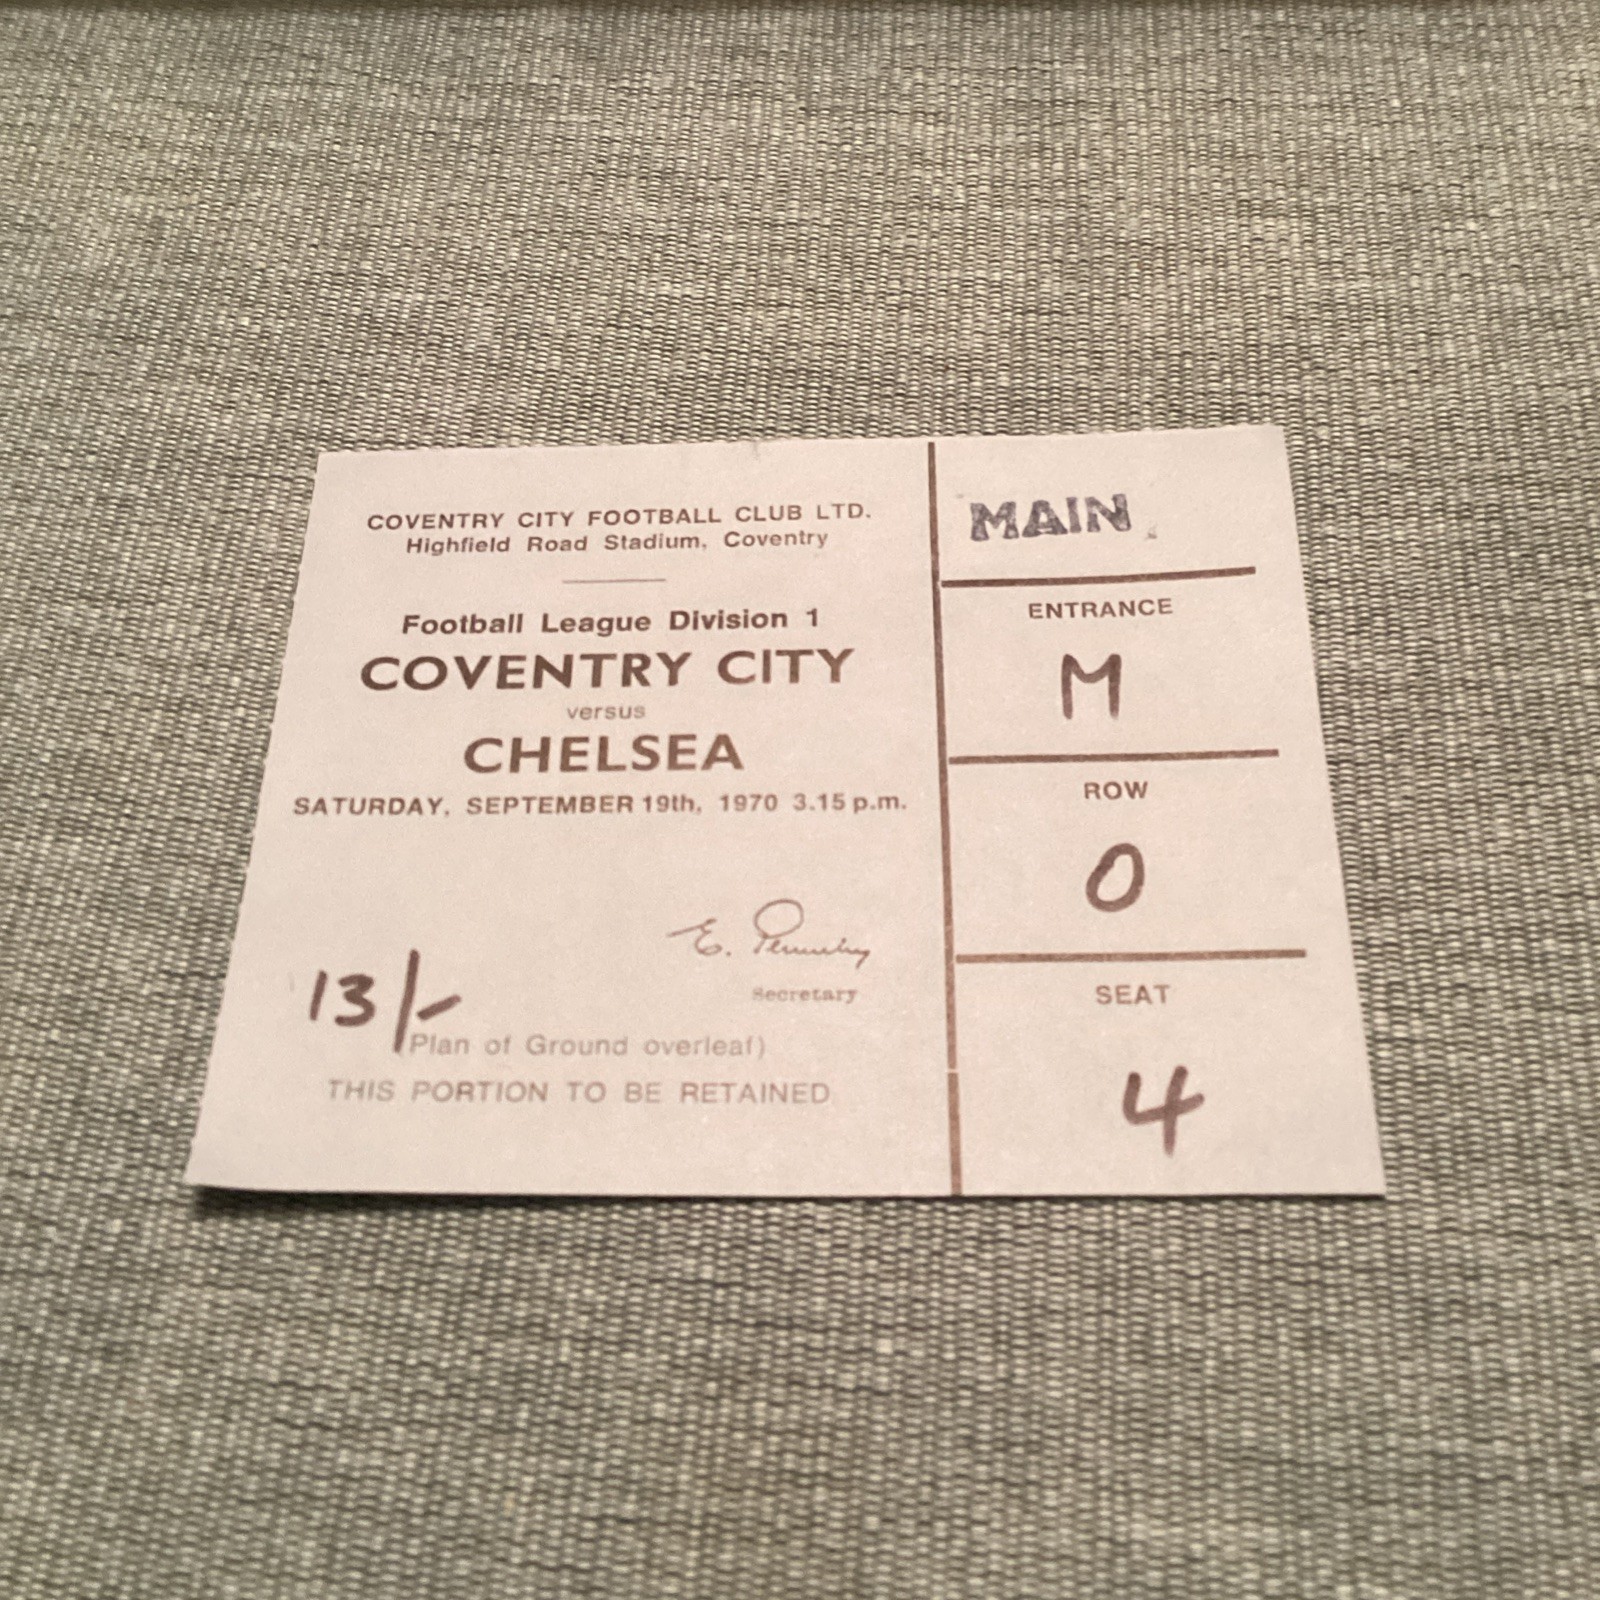 COVENTRY CITY FOOTBALL CLUB LTD.
Highfield Road Stadium, Coventry
Football League Division 1
COVENTRY CITY
versus
CHELSEA
SATURDAY, SEPTEMBER 19th, 1970 3.15 p.m.
E.
Secretary
13/-
(Plan of Ground overleaf)
THIS PORTION TO BE RETAINED
MAIN
ENTRANCE
M
ROW
O
SEAT
4